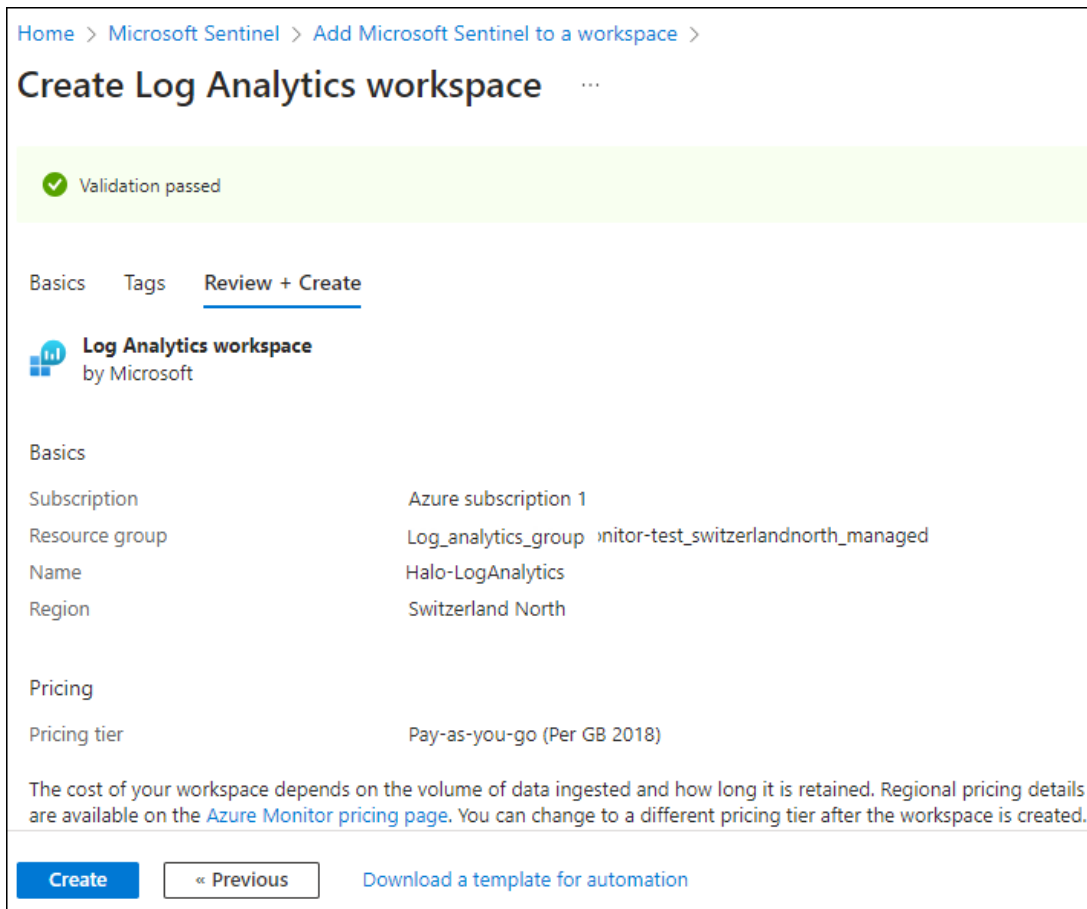 Home > Microsoft Sentinel > Add Microsoft Sentinel to a workspace >
Create Log Analytics workspace ...
Validation passed
Basics Tags Review + Create
Log Analytics workspace
by Microsoft
Basics
Subscription Azure subscription 1
Resource group Log_analytics_group onitor-test_switzerlandnorth_managed
Name Halo-LogAnalytics
Region Switzerland North
Pricing
Pricing tier Pay-as-you-go (Per GB 2018)
The cost of your workspace depends on the volume of data ingested and how long it is retained. Regional pricing details
are available on the Azure Monitor pricing page. You can change to a different pricing tier after the workspace is created.
Create « Previous Download a template for automation